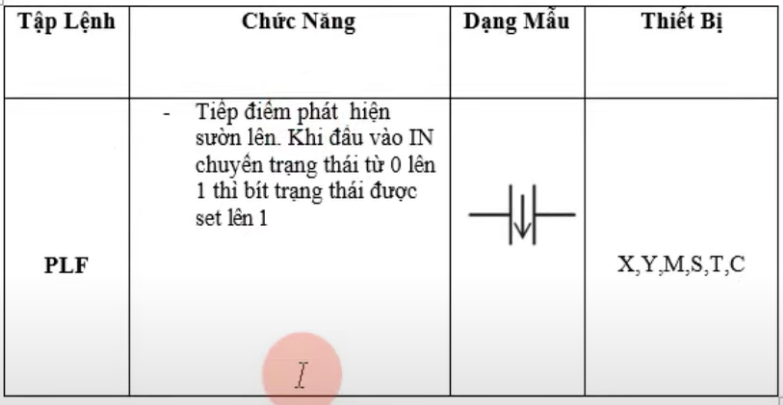 Tập Lệnh
Chức Năng
Dạng Mẫu
Thiết Bị
PLF
- Tiếp điểm phát hiện
sườn lên. Khi đầu vào IN
chuyển trạng thái từ 0 lên
1 thì bít trạng thái được
set lên 1
X,Y,M,S,T,C